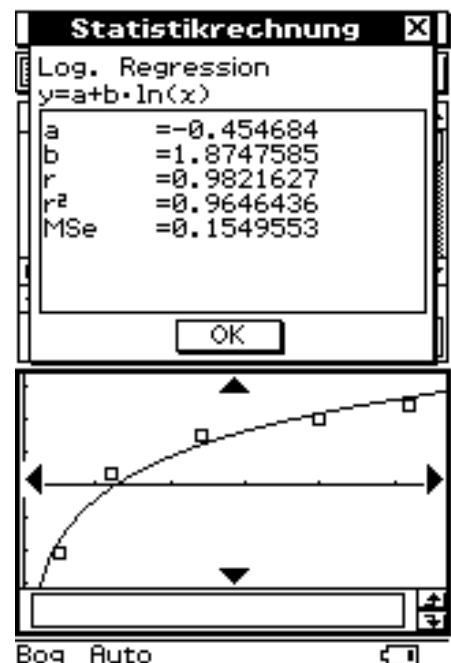 Statistikrechnung
Log. Regression
y=a+b·ln(x)
a =-0.454684
b =1.8747585
r =0.9821627
r² =0.9646436
MSe =0.1549553
OK
Bog Auto